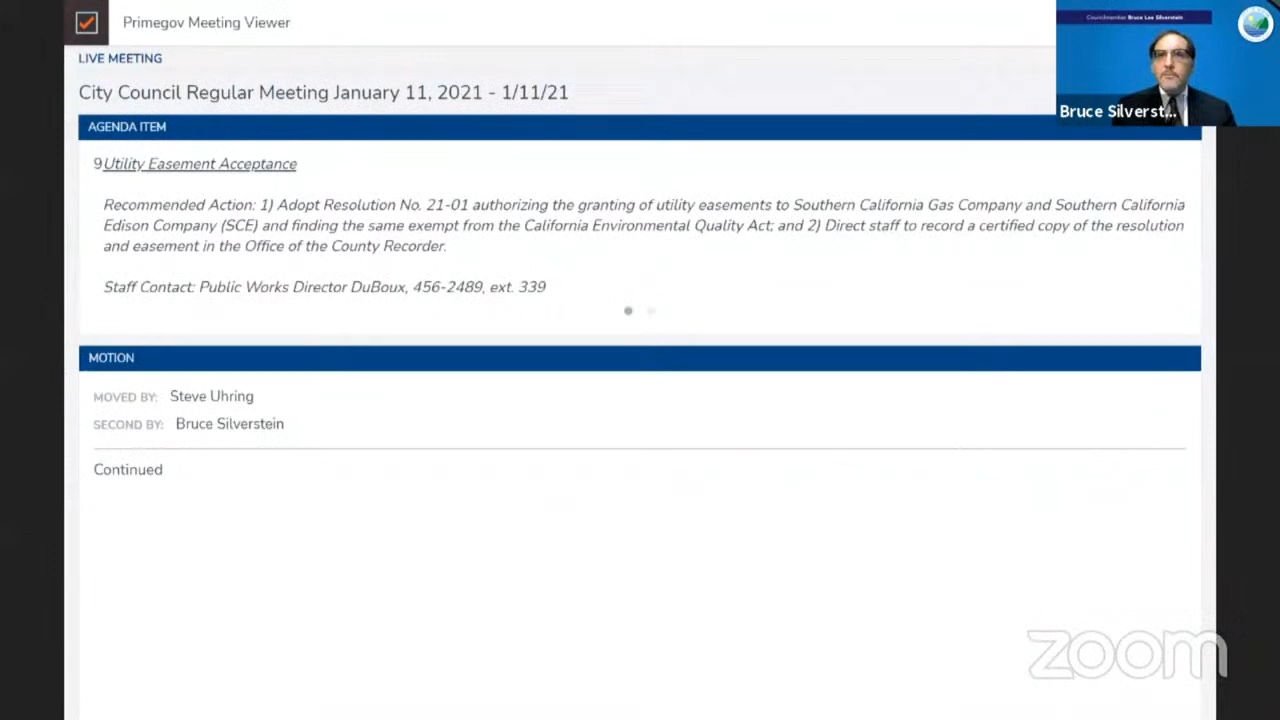 Primegov Meeting Viewer
Councilmember Bruce Lee Silverstein
LIVE MEETING
City Council Regular Meeting January 11, 2021 - 1/11/21
Bruce Silverst...
AGENDA ITEM
9 Utility Easement Acceptance
Recommended Action: 1) Adopt Resolution No. 21-01 authorizing the granting of utility easements to Southern California Gas Company and Southern California
Edison Company (SCE) and finding the same exempt from the California Environmental Quality Act; and 2) Direct staff to record a certified copy of the resolution
and easement in the Office of the County Recorder.
Staff Contact: Public Works Director DuBoux, 456-2489, ext. 339
MOTION
MOVED BY: Steve Uhring
SECOND BY: Bruce Silverstein
Continued
zoom